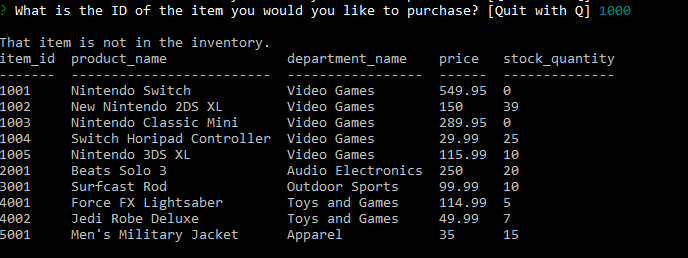 ? What is the ID of the item you would you like to purchase? [Quit with Q] 1000
That item is not in the inventory.
item_id  product_name               department_name    price   stock_quantity
-------  -------------------------  -----------------  ------  --------------
1001     Nintendo Switch            Video Games        549.95  0
1002     New Nintendo 2DS XL        Video Games        150     39
1003     Nintendo Classic Mini      Video Games        289.95  0
1004     Switch Horipad Controller  Video Games        29.99   25
1005     Nintendo 3DS XL            Video Games        115.99  10
2001     Beats Solo 3               Audio Electronics  250     20
3001     Surfcast Rod               Outdoor Sports     99.99   10
4001     Force FX Lightsaber        Toys and Games     114.99  5
4002     Jedi Robe Deluxe           Toys and Games     49.99   7
5001     Men's Military Jacket      Apparel            35      15